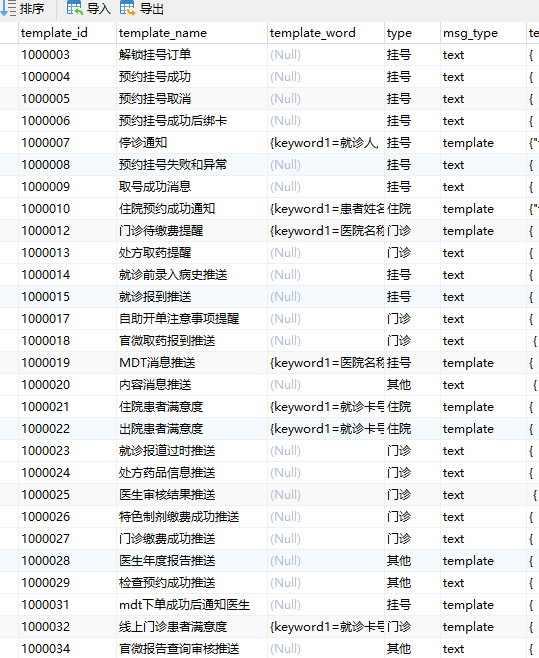 排序 导入 导出
template_id template_name template_word type msg_type te
1000003 解锁挂号订单 (Null) 挂号 text {
1000004 预约挂号成功 (Null) 挂号 text {
1000005 预约挂号取消 (Null) 挂号 text {
1000006 预约挂号成功后绑卡 (Null) 挂号 text {
1000007 停诊通知 {keyword1=就诊人, 挂号 template {"
1000008 预约挂号失败和异常 (Null) 挂号 text {
1000009 取号成功消息 (Null) 挂号 text {
1000010 住院预约成功通知 {keyword1=患者姓名 住院 template {"
1000012 门诊待缴费提醒 {keyword1=医院名称 门诊 template {
1000013 处方取药提醒 (Null) 门诊 text {
1000014 就诊前录入病史推送 (Null) 挂号 text {
1000015 就诊报到推送 (Null) 挂号 text {
1000017 自助开单注意事项提醒 (Null) 门诊 text {
1000018 官微取药报到推送 (Null) 门诊 text {
1000019 MDT消息推送 {keyword1=医院名称 挂号 template {
1000020 内容消息推送 (Null) 其他 text {
1000021 住院患者满意度 {keyword1=就诊卡号 住院 template {
1000022 出院患者满意度 {keyword1=就诊卡号 住院 template {
1000023 就诊报道过时推送 (Null) 门诊 text {
1000024 处方药品信息推送 (Null) 门诊 text {
1000025 医生审核结果推送 (Null) 门诊 text {
1000026 特色制剂缴费成功推送 (Null) 门诊 text {
1000027 门诊缴费成功推送 (Null) 门诊 text {
1000028 医生年度报告推送 (Null) 其他 template {
1000029 检查预约成功推送 (Null) 其他 text {
1000031 mdt下单成功后通知医生 (Null) 挂号 template {
1000032 线上门诊患者满意度 {keyword1=就诊卡号 门诊 template {
1000034 官微报告查询审核推送 (Null) 其他 text {